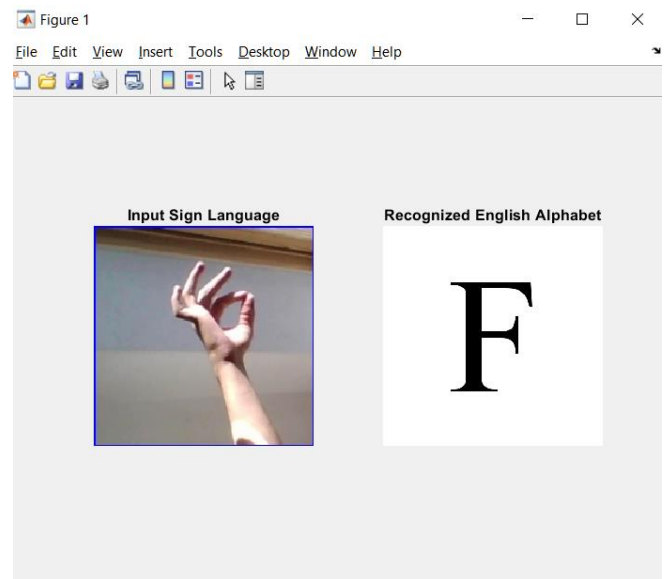 Figure 1
File Edit View Insert Tools Desktop Window Help
Input Sign Language
Recognized English Alphabet
F